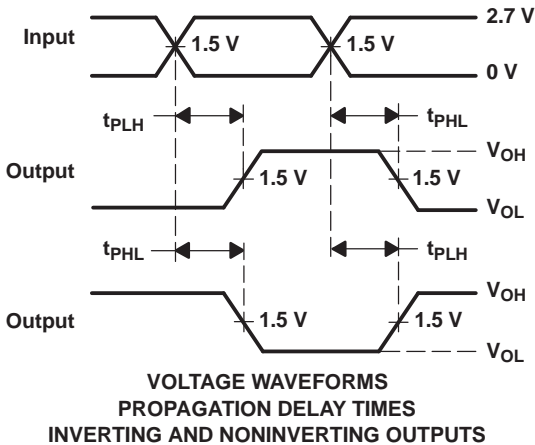 2.7 V
Input
1.5 V 1.5 V
0 V
tPLH tPHL
VOH
Output
1.5 V 1.5 V
VOL
tPHL tPLH
VOH
Output
1.5 V 1.5 V
VOL
VOLTAGE WAVEFORMS
PROPAGATION DELAY TIMES
INVERTING AND NONINVERTING OUTPUTS